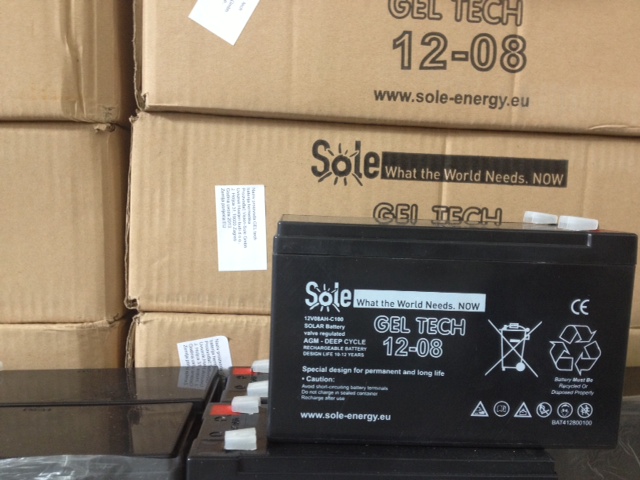 GEL TECH
12-08
www.sole-energy.eu
Sole What the World Needs. NOW
GEL TECH
Sole What the World Needs. NOW
12V08AH-C100
SOLAR Battery
valve regulated
AGM - DEEP CYCLE
RECHARGEABLE BATTERY
DESIGN LIFE 10-12 YEARS
GEL TECH
12-08
CE
Special design for permanent and long life
• Caution:
Avoid short-circuiting battery terminals
Do not charge in sealed container
Recharge after use
www.sole-energy.eu
Battery Must Be
Recycled Or
Disposed Properly
BAT412800100